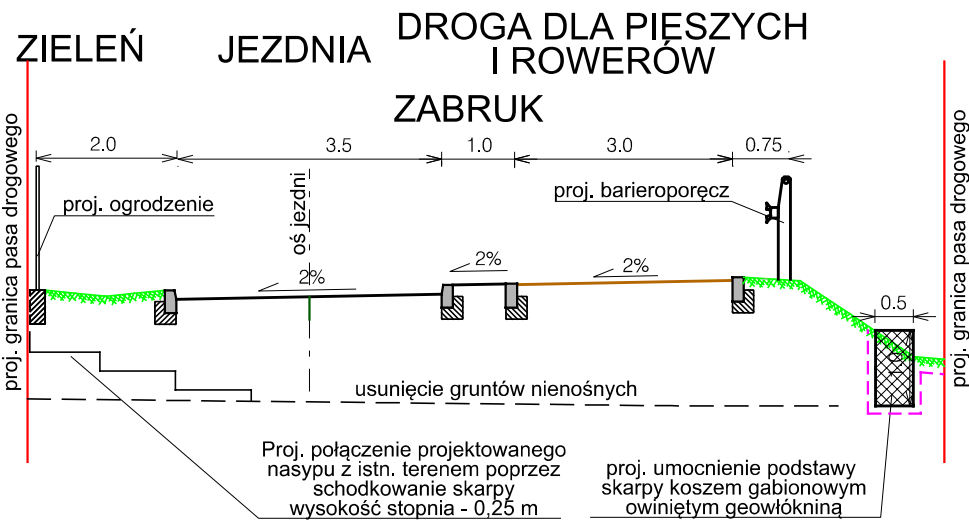 ZIELEŃ
JEZDNIA
DROGA DLA PIESZYCH
I ROWERÓW
ZABRUK
2.0
3.5
1.0
3.0
0.75
proj. granica pasa drogowego
proj. ogrodzenie
oś jezdni
proj. barieroporęcz
proj. granica pasa drogowego
2%
2%
2%
0.5
1.0
usunięcie gruntów nienośnych
Proj. połączenie projektowanego
nasypu z istn. terenem poprzez
schodkowanie skarpy
wysokość stopnia - 0,25 m
proj. umocnienie podstawy
skarpy koszem gabionowym
owiniętym geowłókniną